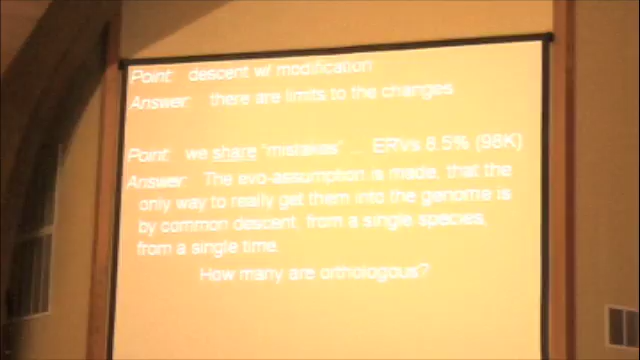 Point: descent w/ modification
Answer: there are limits to the changes
Point: we share "mistakes" ... ERVs 8.5% (98K)
Answer: The evo-assumption is made, that the
only way to really get them into the genome is
by common descent, from a single species,
from a single time.
How many are orthologous?